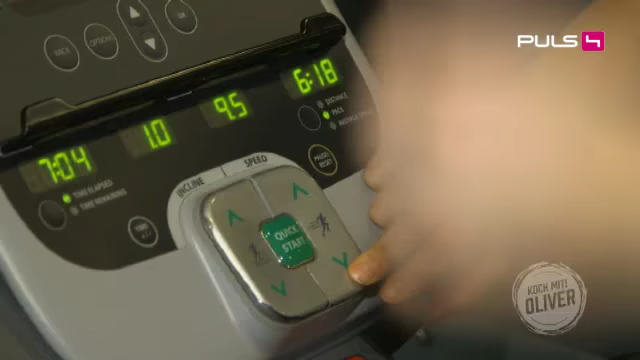 PULS 4
BACK
OPTIONS
OK
7:04
1.0
9.5
6:18
DISTANCE
PACE
TIME ELAPSED
TIME REMAINING
INCLINE
SPEED
QUICK
START
KOCH MIT!
OLIVER